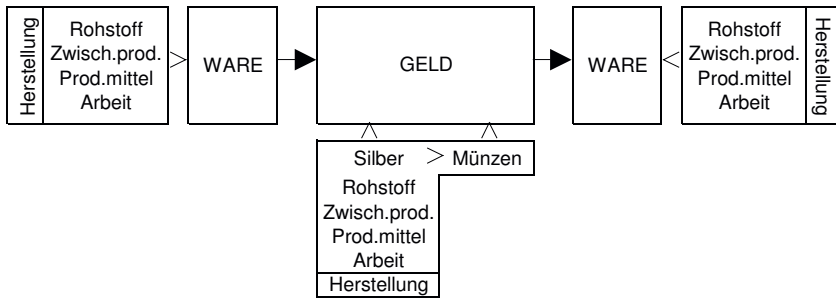 Herstellung
Rohstoff
Zwisch.prod.
Prod.mittel
Arbeit
WARE
GELD
WARE
Rohstoff
Zwisch.prod.
Prod.mittel
Arbeit
Herstellung
Silber > Münzen
Rohstoff
Zwisch.prod.
Prod.mittel
Arbeit
Herstellung